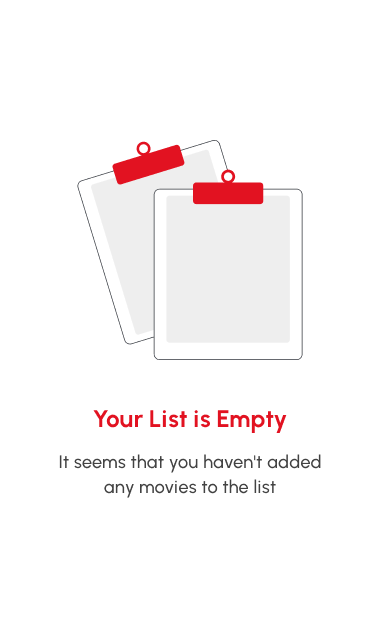 Your List is Empty
It seems that you haven't added
any movies to the list